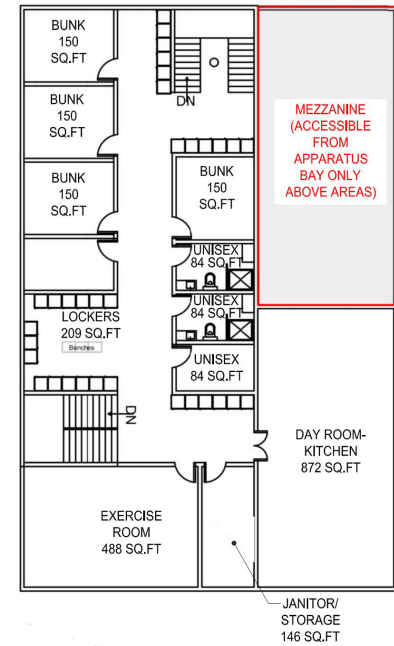 BUNK
150
SQ.FT
DN
MEZZANINE
(ACCESSIBLE
FROM
APPARATUS
BAY ONLY
ABOVE AREAS)
BUNK
150
SQ.FT
BUNK
150
SQ.FT
BUNK
150
SQ.FT
UNISEX
84 SQ.FT
UNISEX
84 SQ.FT
LOCKERS
209 SQ.FT
Benches
UNISEX
84 SQ.FT
DN
DAY ROOM-
KITCHEN
872 SQ.FT
EXERCISE
ROOM
488 SQ.FT
JANITOR/
STORAGE
146 SQ.FT